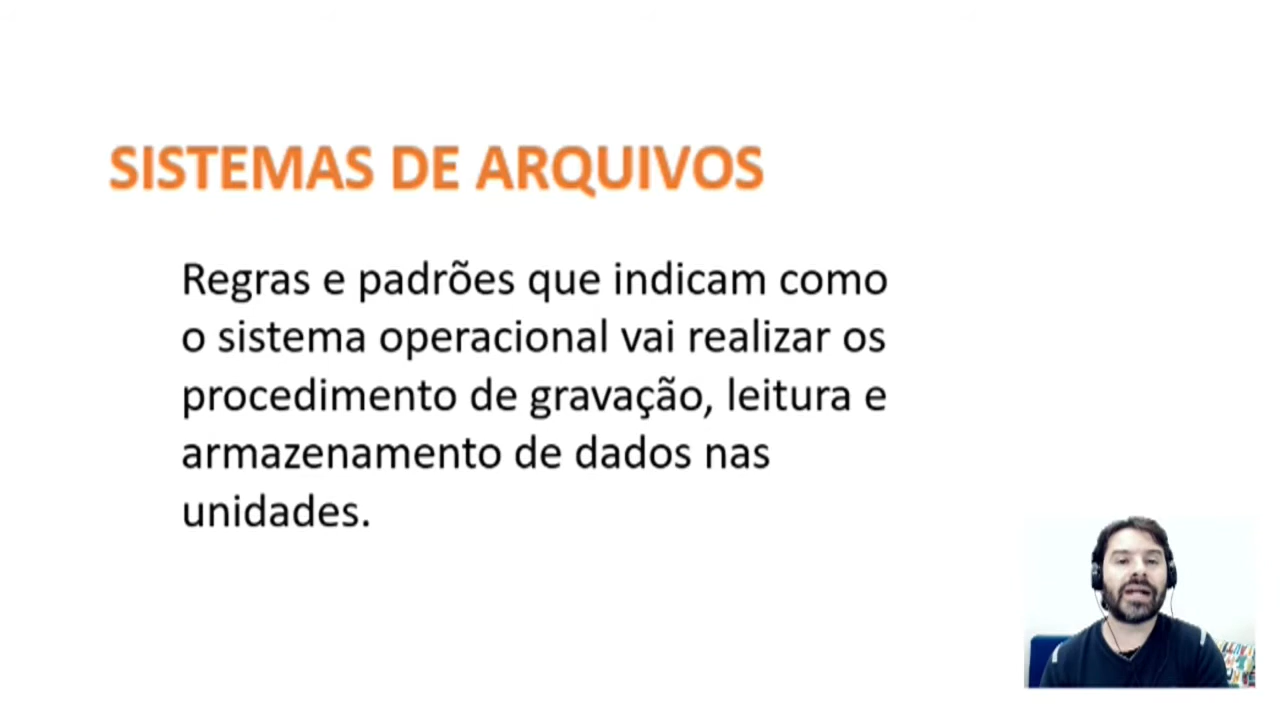 SISTEMAS DE ARQUIVOS
Regras e padrões que indicam como
o sistema operacional vai realizar os
procedimento de gravação, leitura e
armazenamento de dados nas
unidades.